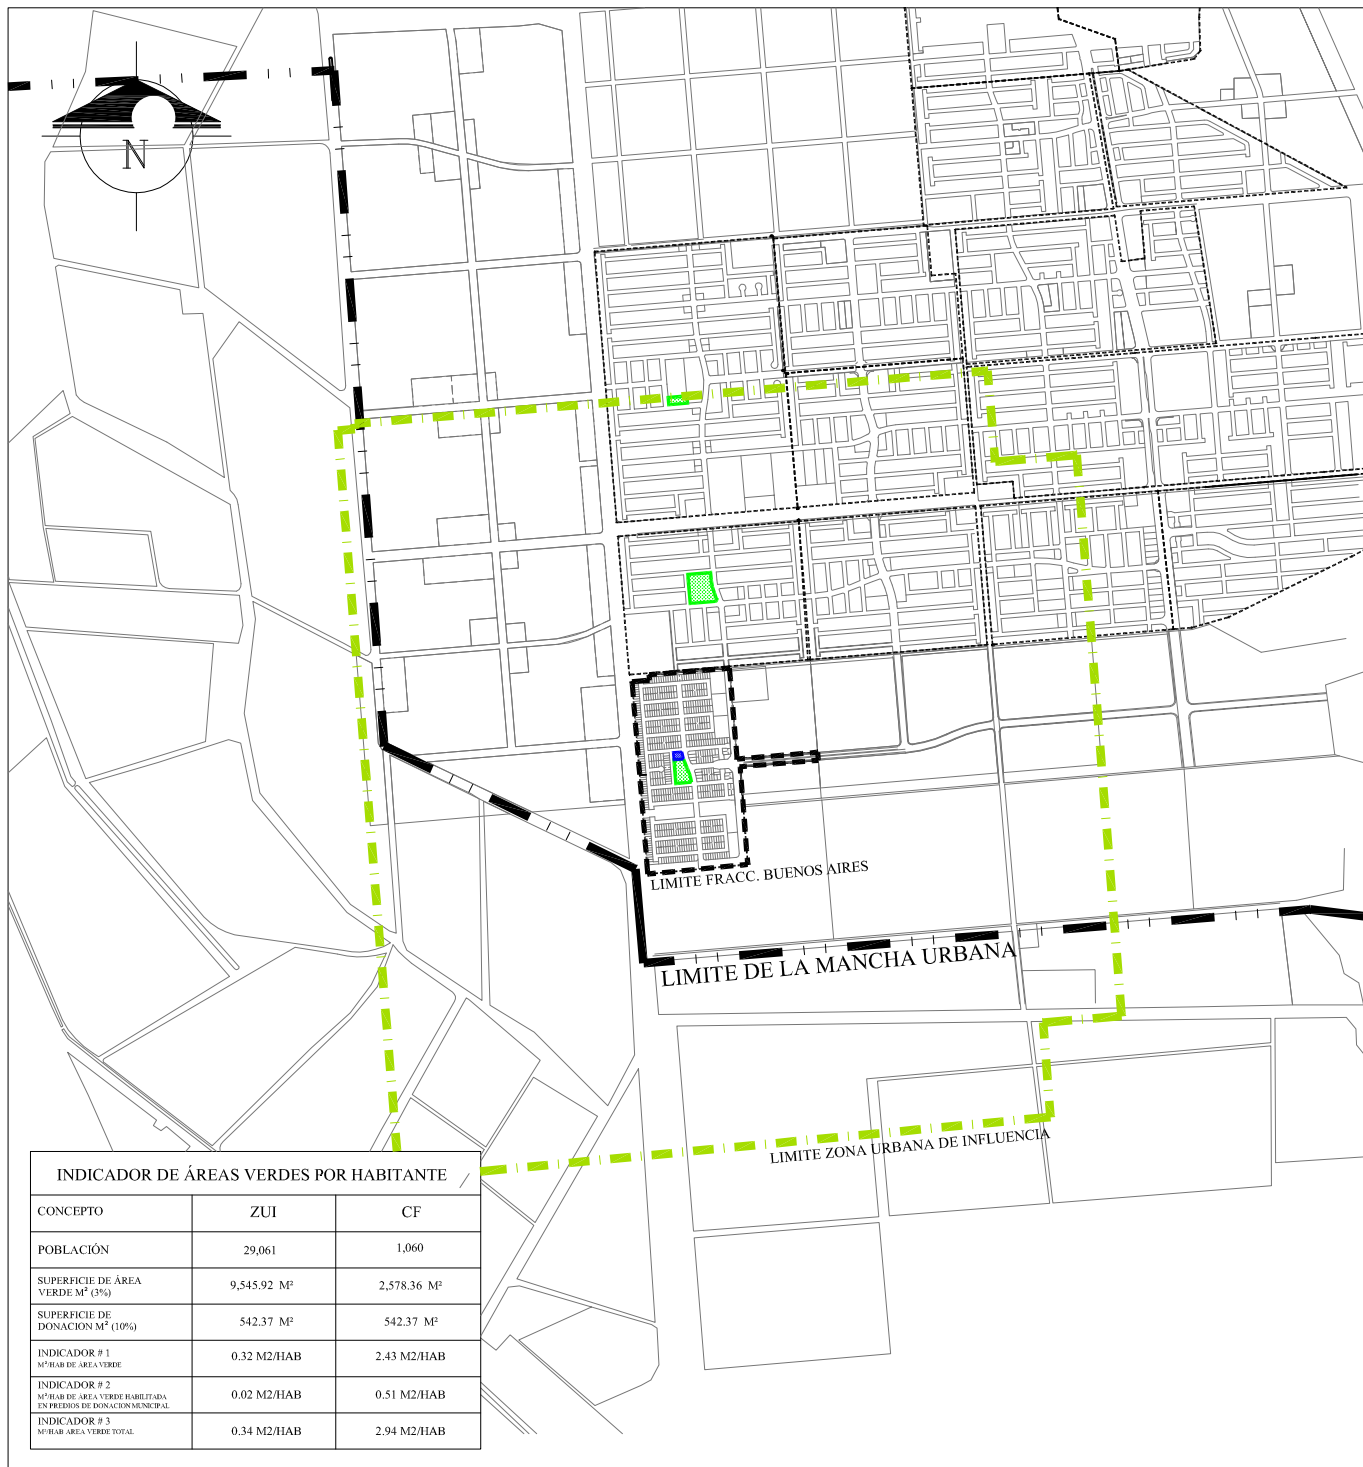 N
LIMITE FRACC. BUENOS AIRES
LIMITE DE LA MANCHA URBANA
LIMITE ZONA URBANA DE INFLUENCIA
INDICADOR DE ÁREAS VERDES POR HABITANTE
CONCEPTO ZUI CF
POBLACIÓN 29,061 1,060
SUPERFICIE DE ÁREA
VERDE M² (3%) 9,545.92 M² 2,578.36 M²
SUPERFICIE DE
DONACION M² (10%) 542.37 M² 542.37 M²
INDICADOR # 1
M²/HAB DE ÁREA VERDE 0.32 M2/HAB 2.43 M2/HAB
INDICADOR # 2
M²/HAB DE ÁREA VERDE HABILITADA
EN PREDIOS DE DONACION MUNICIPAL 0.02 M2/HAB 0.51 M2/HAB
INDICADOR # 3
M²/HAB AREA VERDE TOTAL 0.34 M2/HAB 2.94 M2/HAB